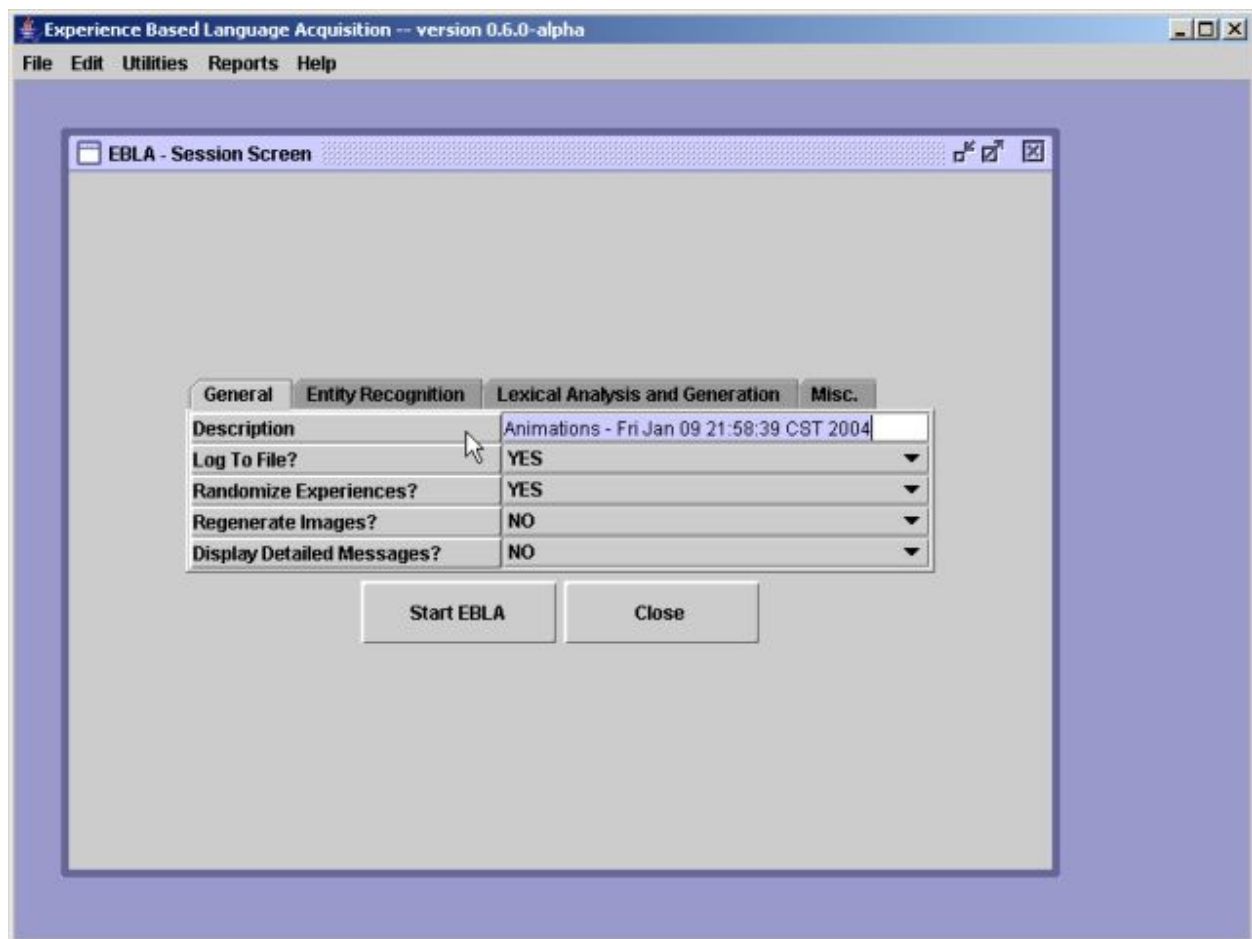 Experience Based Language Acquisition -- version 0.6.0-alpha
File Edit Utilities Reports Help
EBLA - Session Screen
General Entity Recognition Lexical Analysis and Generation Misc.
Description Animations - Fri Jan 09 21:58:39 CST 2004
Log To File? YES
Randomize Experiences? YES
Regenerate Images? NO
Display Detailed Messages? NO
Start EBLA Close